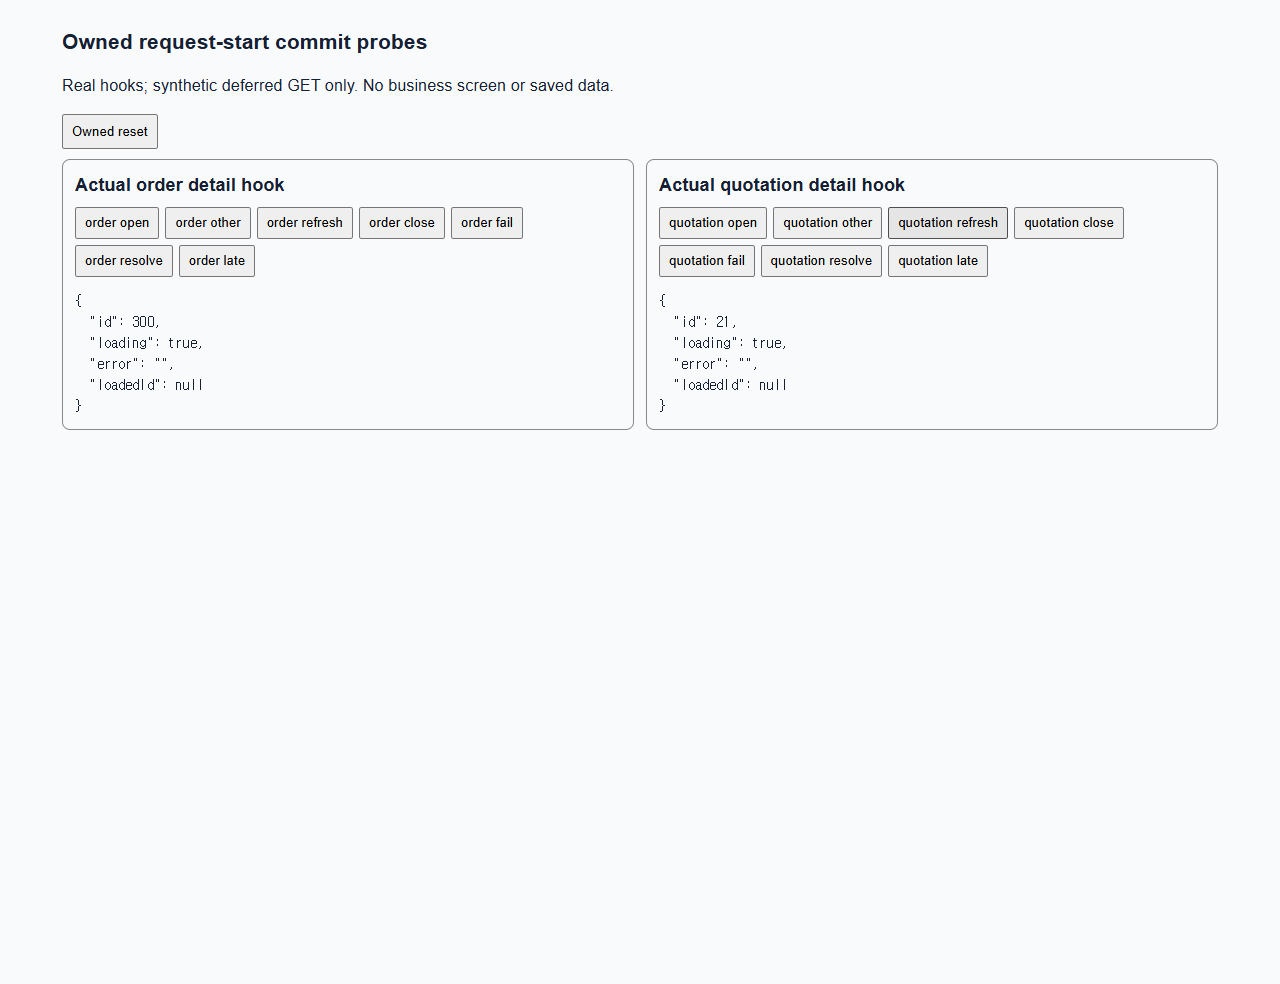 Owned request-start commit probes
Real hooks; synthetic deferred GET only. No business screen or saved data.
Owned reset
Actual order detail hook
order open order other order refresh order close order fail
order resolve order late
{
"id": 300,
"loading": true,
"error": "",
"loadedId": null
}
Actual quotation detail hook
quotation open quotation other quotation refresh quotation close
quotation fail quotation resolve quotation late
{
"id": 21,
"loading": true,
"error": "",
"loadedId": null
}